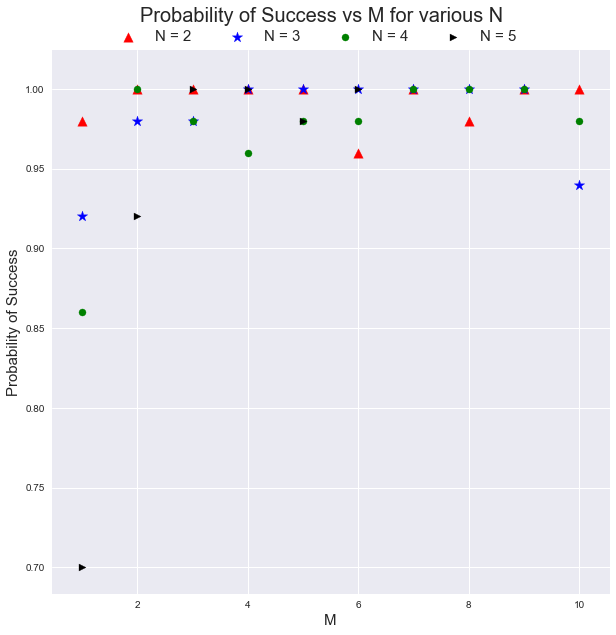 Probability of Success vs M for various N
N = 2 N = 3 N = 4 N = 5
1.00
0.95
0.90
0.85
0.80
0.75
0.70
Probability of Success
2 4 6 8 10
M